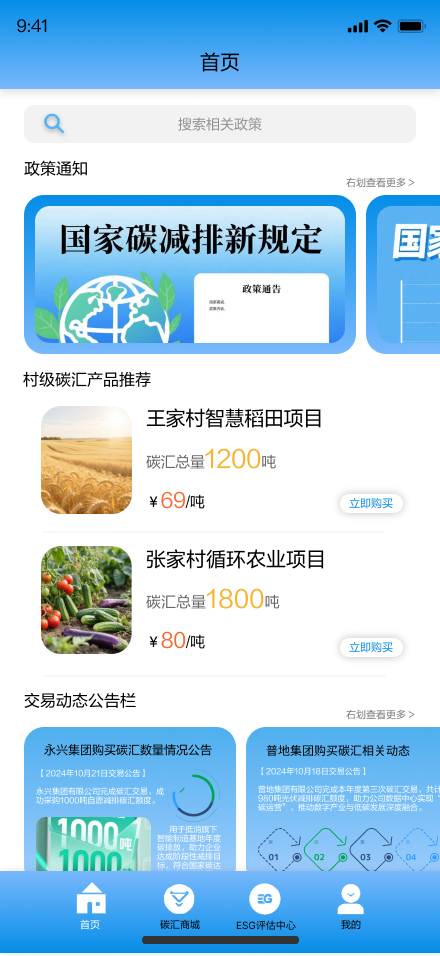 9:41
首页
搜索相关政策
政策通知
右划查看更多 >
国家碳减排新规定
政策通告
国家
村级碳汇产品推荐
王家村智慧稻田项目
碳汇总量1200吨
￥69/吨
立即购买
张家村循环农业项目
碳汇总量1800吨
￥80/吨
立即购买
交易动态公告栏
右划查看更多 >
永兴集团购买碳汇数量情况公告
【 2024年10月21日交易公告 】
永兴集团有限公司完成碳汇交易，成
功采购1000吨自愿减排碳汇额度。
1000吨
1000
用于抵消旗下
智能制造基地年度
碳排放，助力企业
达成阶段性减排目
标，符合国家碳达
普地集团购买碳汇相关动态
【 2024年10月18日交易公告 】
普地集团有限公司完成本年度第三次碳汇交易，共计
980吨光伏减排碳汇额度，助力公司数据中心实现“
碳运营”，推动数字产业与低碳发展深度融合。
01
02
03
04
首页
碳汇商城
ESG评估中心
我的